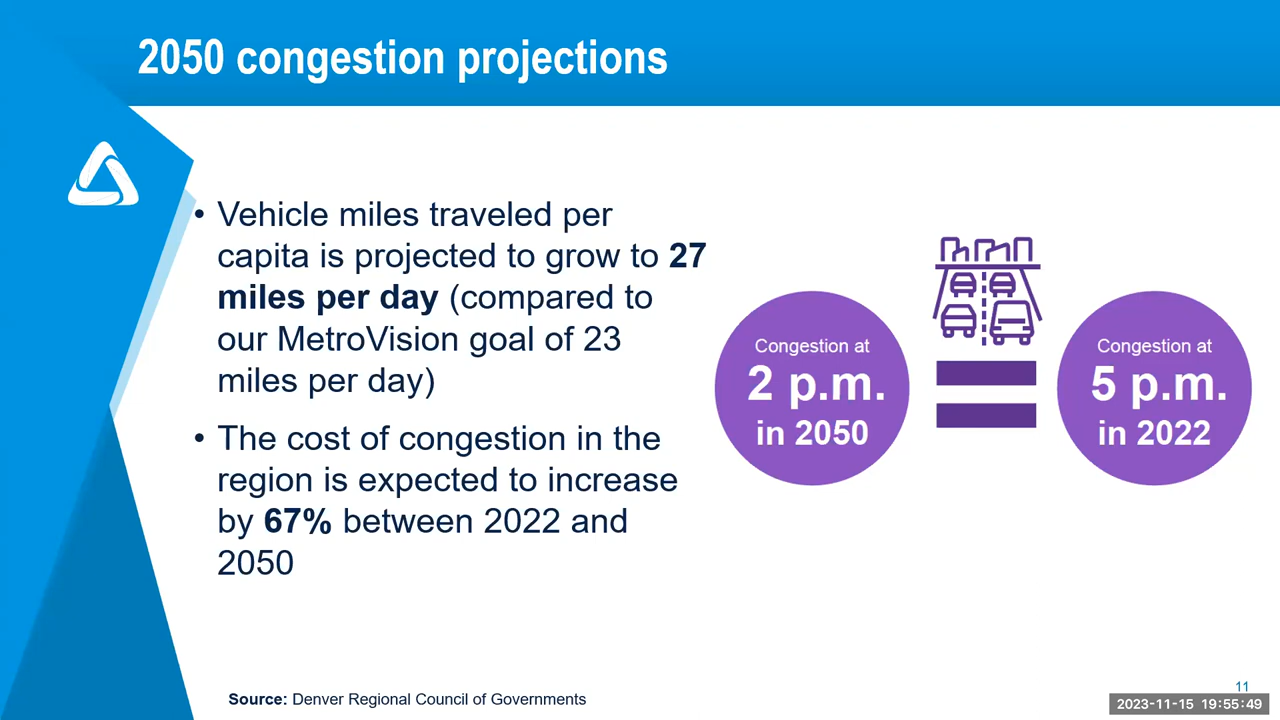 2050 congestion projections
• Vehicle miles traveled per
capita is projected to grow to 27
miles per day (compared to
our MetroVision goal of 23
miles per day)
• The cost of congestion in the
region is expected to increase
by 67% between 2022 and
2050
Congestion at
2 p.m.
in 2050
Congestion at
5 p.m.
in 2022
Source: Denver Regional Council of Governments
11
2023-11-15 19:55:49